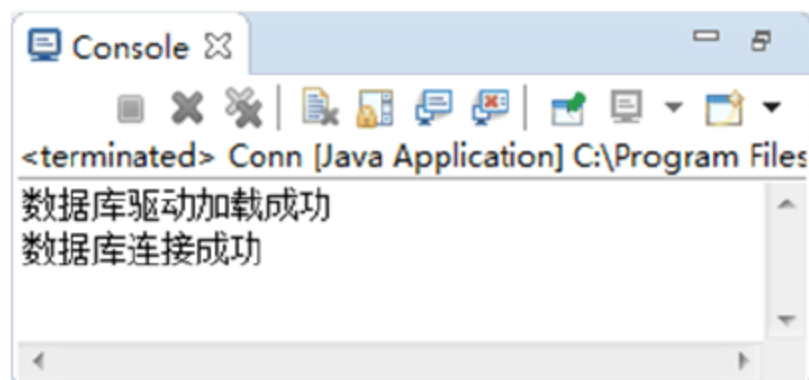 Console
<terminated> Conn [Java Application] C:\Program Files
数据库驱动加载成功
数据库连接成功